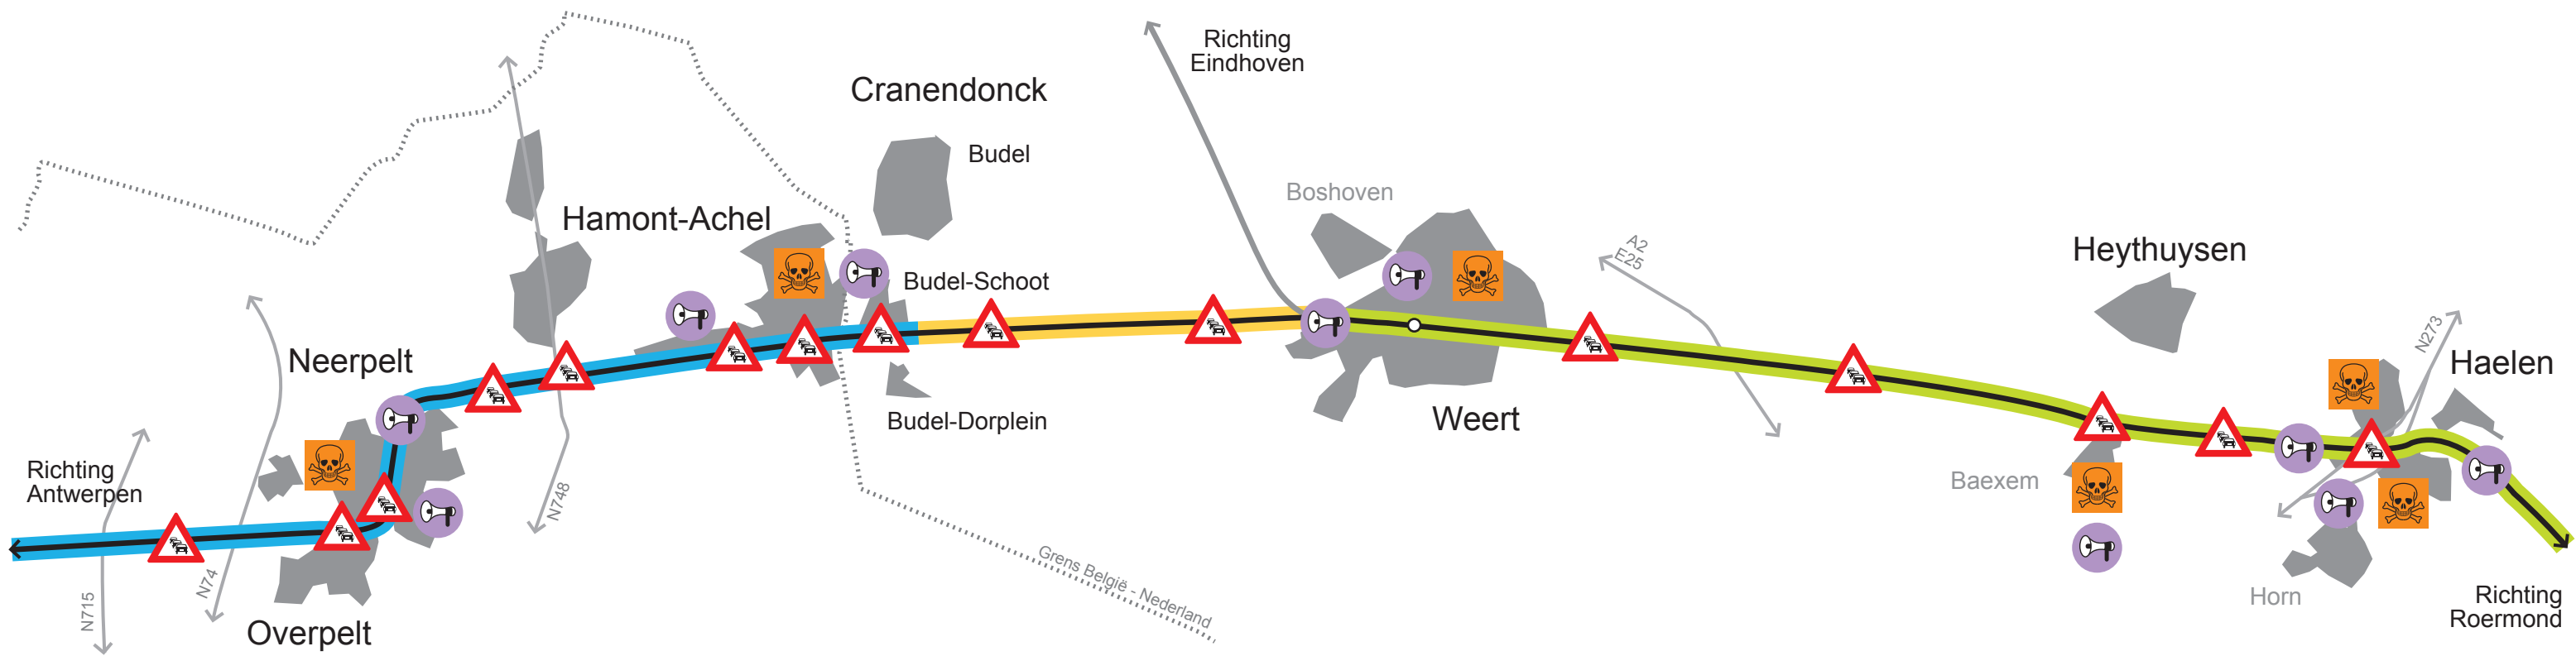 Richting
Eindhoven
Cranendonck
Budel
Boshoven
Hamont-Achel
A2
E25
Heythuysen
Budel-Schoot
N273
Neerpelt
Haelen
Weert
Budel-Dorplein
Richting
Antwerpen
Baexem
N748
Grens België - Nederland
N74
N715
Horn
Richting
Roermond
Overpelt